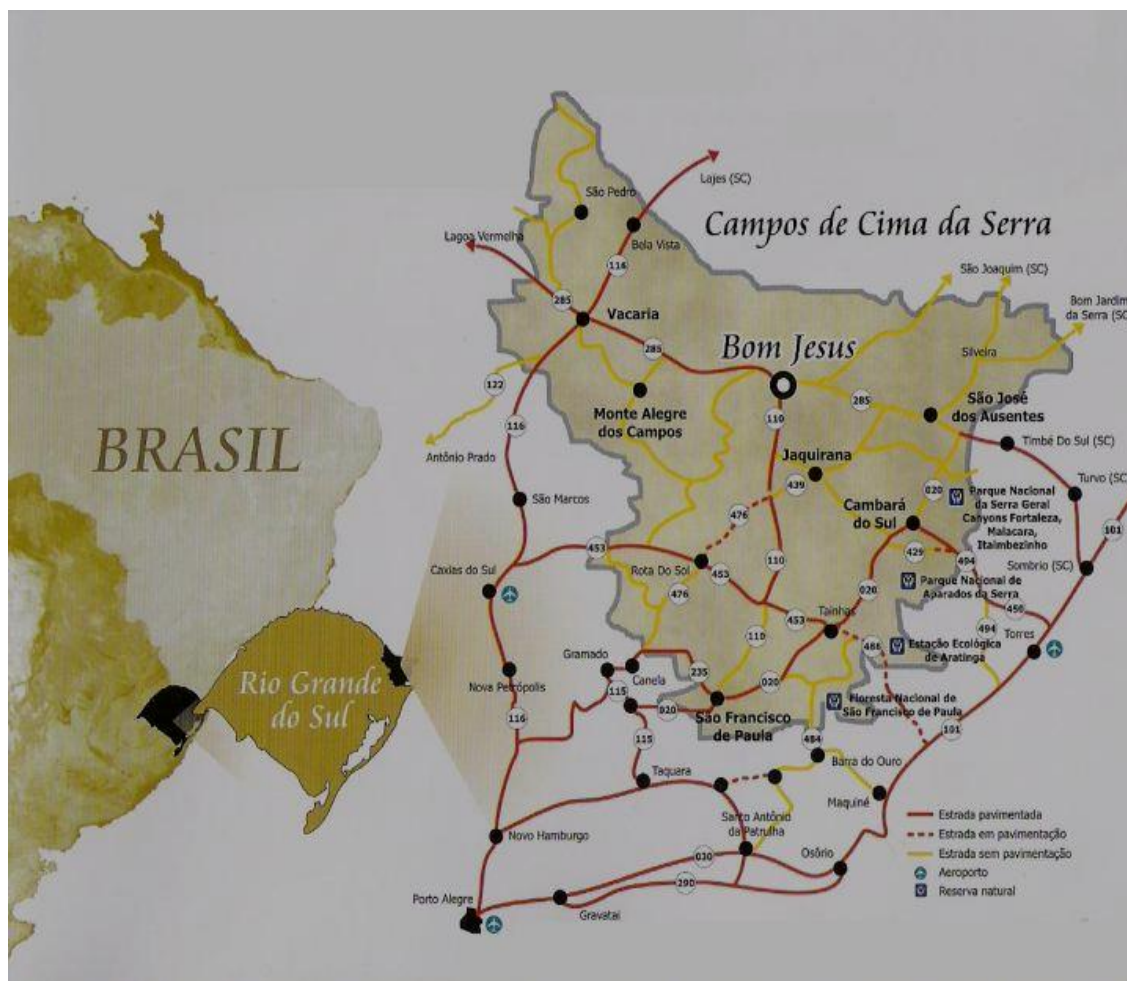 Lajes (SC)
São Pedro
Campos de Cima da Serra
Lagoa Vermelha
Bela Vista
116
São Joaquim (SC)
285
Bom Jardim
da Serra (SC)
Vacaria
285
Bom Jesus
Silveira
122
285
São José
dos Ausentes
Monte Alegre
dos Campos
110
116
BRASIL
Antônio Prado
Timbé Do Sul (SC)
Jaquirana
439
020
Turvo (SC)
São Marcos
Cambará
do Sul
Parque Nacional
da Serra Geral
Canyons Fortaleza,
Malacara,
Itaimbezinho
476
101
453
429
494
Rota Do Sol
453
110
Sombrio (SC)
Caxias do Sul
020
Parque Nacional de
Aparados da Serra
476
453
Tainhas
450
494
Torres
110
486
Estação Ecológica
de Aratinga
Gramado
Canela
235
020
Rio Grande
do Sul
Nova Petrópolis
115
020
Floresta Nacional de
São Francisco de Paula
116
São Francisco
de Paula
101
115
484
Barra do Ouro
Taquara
Maquiné
Estrada pavimentada
Santo Antônio
da Patrulha
Novo Hamburgo
Estrada em pavimentação
030
Osório
Estrada sem pavimentação
Aeroporto
290
Porto Alegre
Reserva natural
Gravataí